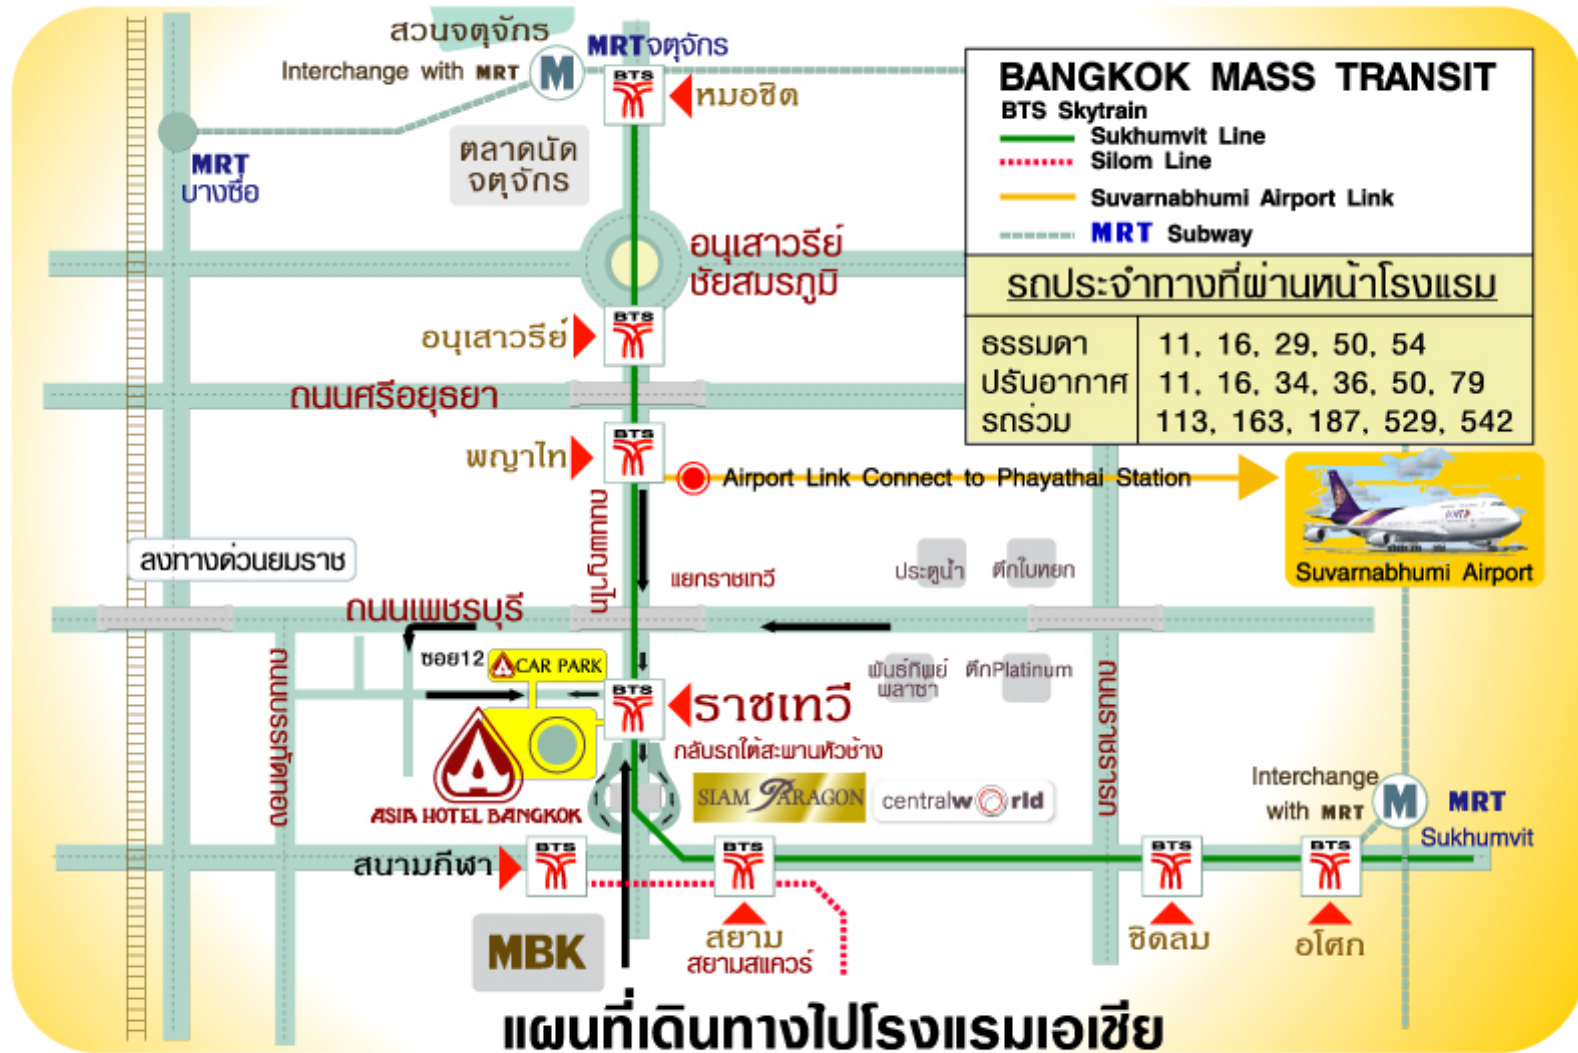 สวนจตุจักร
Interchange with MRT
M
MRTจตุจักร
BTS
หมอชิต
MRT
บางซื่อ
ตลาดนัด
จตุจักร
BANGKOK MASS TRANSIT
BTS Skytrain
Sukhumvit Line
Silom Line
Suvarnabhumi Airport Link
MRT Subway
รถประจำทางที่ผ่านหน้าโรงแรม
ธรรมดา 11, 16, 29, 50, 54
ปรับอากาศ 11, 16, 34, 36, 50, 79
รถร่วม 113, 163, 187, 529, 542
อนุเสาวรีย์
ชัยสมรภูมิ
BTS
อนุเสาวรีย์
ถนนศรีอยุธยา
BTS
พญาไท
Airport Link Connect to Phayathai Station
Suvarnabhumi Airport
ถนนพญาไท
ลงทางด่วนยมราช
แยกราชเทวี
ประตูน้ำ
ตึกใบหยก
ถนนเพชรบุรี
ซอย12
CAR PARK
พันธ์ทิพย์
พลาซา
ตึกPlatinum
ถนนบรรทัดทอง
ถนนราชปรารภ
BTS
ราชเทวี
กลับรถใต้สะพานหัวช้าง
ASIA HOTEL BANGKOK
SIAM PARAGON
centralworld
Interchange
with MRT
M
MRT
Sukhumvit
สนามกีฬา
BTS
BTS
BTS
BTS
MBK
สยาม
สยามสแควร์
ชิดลม
อโศก
แผนที่เดินทางไปโรงแรมเอเชีย